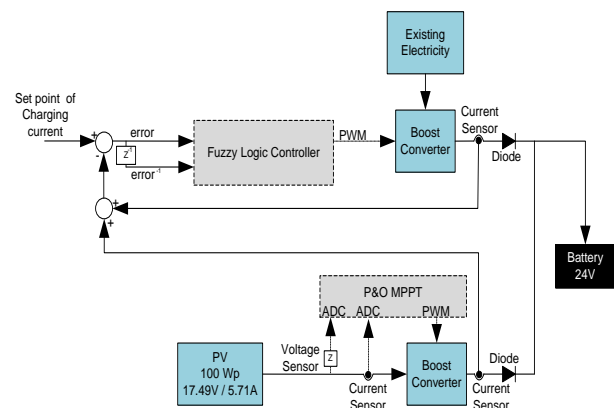 Existing
Electricity
Set point of
Charging
current
+
-
error
Z-1
error-1
Fuzzy Logic Controller
PWM
Boost
Converter
Current
Sensor
Diode
+
+
Battery
24V
P&O MPPT
ADC ADC PWM
PV
100 Wp
17.49V / 5.71A
Voltage
Sensor
Z
Current
Sensor
Boost
Converter
Diode
Current
Sensor